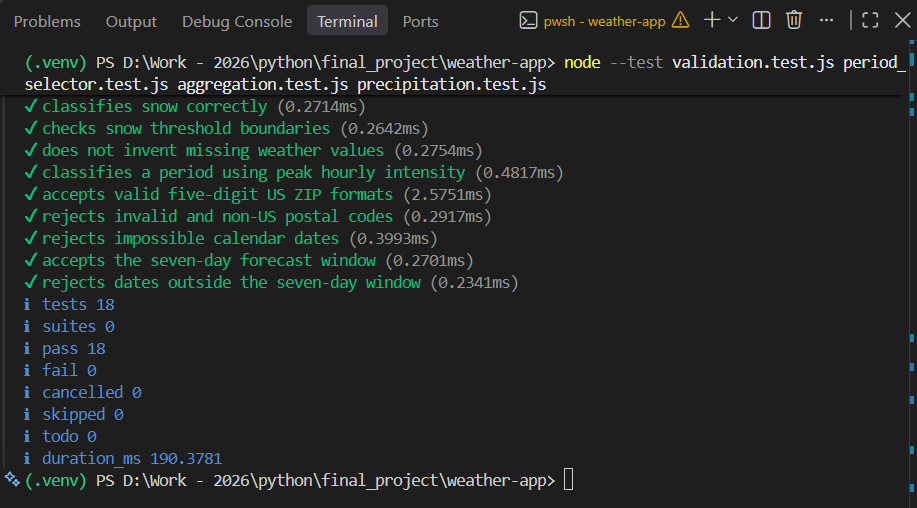 Problems Output Debug Console Terminal Ports pwsh - weather-app
(.venv) PS D:\Work - 2026\python\final_project\weather-app> node --test validation.test.js period_
selector.test.js aggregation.test.js precipitation.test.js
✓ classifies snow correctly (0.2714ms)
✓ checks snow threshold boundaries (0.2642ms)
✓ does not invent missing weather values (0.2754ms)
✓ classifies a period using peak hourly intensity (0.4817ms)
✓ accepts valid five-digit US ZIP formats (2.5751ms)
✓ rejects invalid and non-US postal codes (0.2917ms)
✓ rejects impossible calendar dates (0.3993ms)
✓ accepts the seven-day forecast window (0.2701ms)
✓ rejects dates outside the seven-day window (0.2341ms)
ℹ tests 18
ℹ suites 0
ℹ pass 18
ℹ fail 0
ℹ cancelled 0
ℹ skipped 0
ℹ todo 0
ℹ duration_ms 190.3781
(.venv) PS D:\Work - 2026\python\final_project\weather-app>